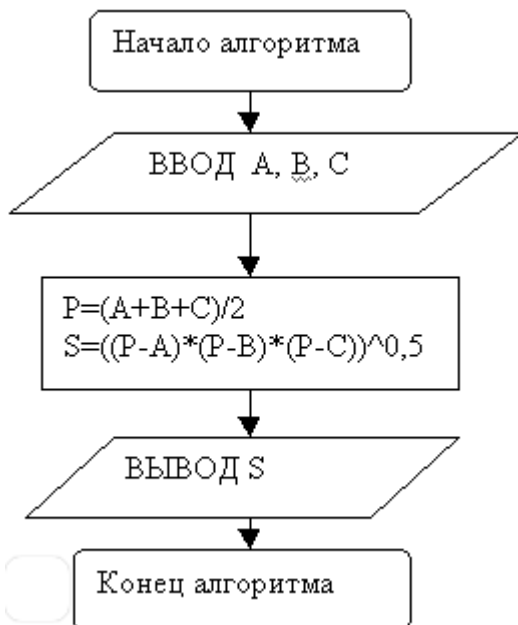 Начало алгоритма
ВВОД А, В, С
P=(A+B+C)/2
S=((P-A)*(P-B)*(P-C))^0,5
ВЫВОД S
Конец алгоритма